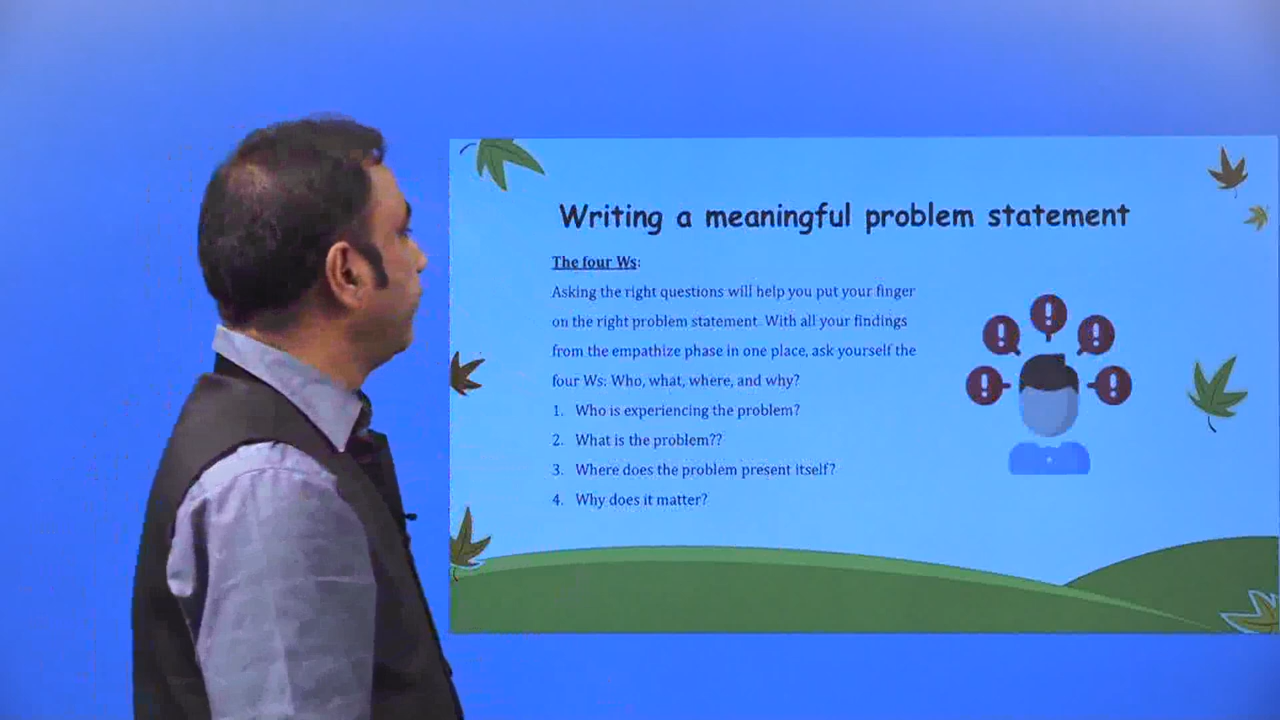 Writing a meaningful problem statement
The four Ws:
Asking the right questions will help you put your finger
on the right problem statement. With all your findings
from the empathize phase in one place, ask yourself the
four Ws: Who, what, where, and why?
1. Who is experiencing the problem?
2. What is the problem??
3. Where does the problem present itself?
4. Why does it matter?